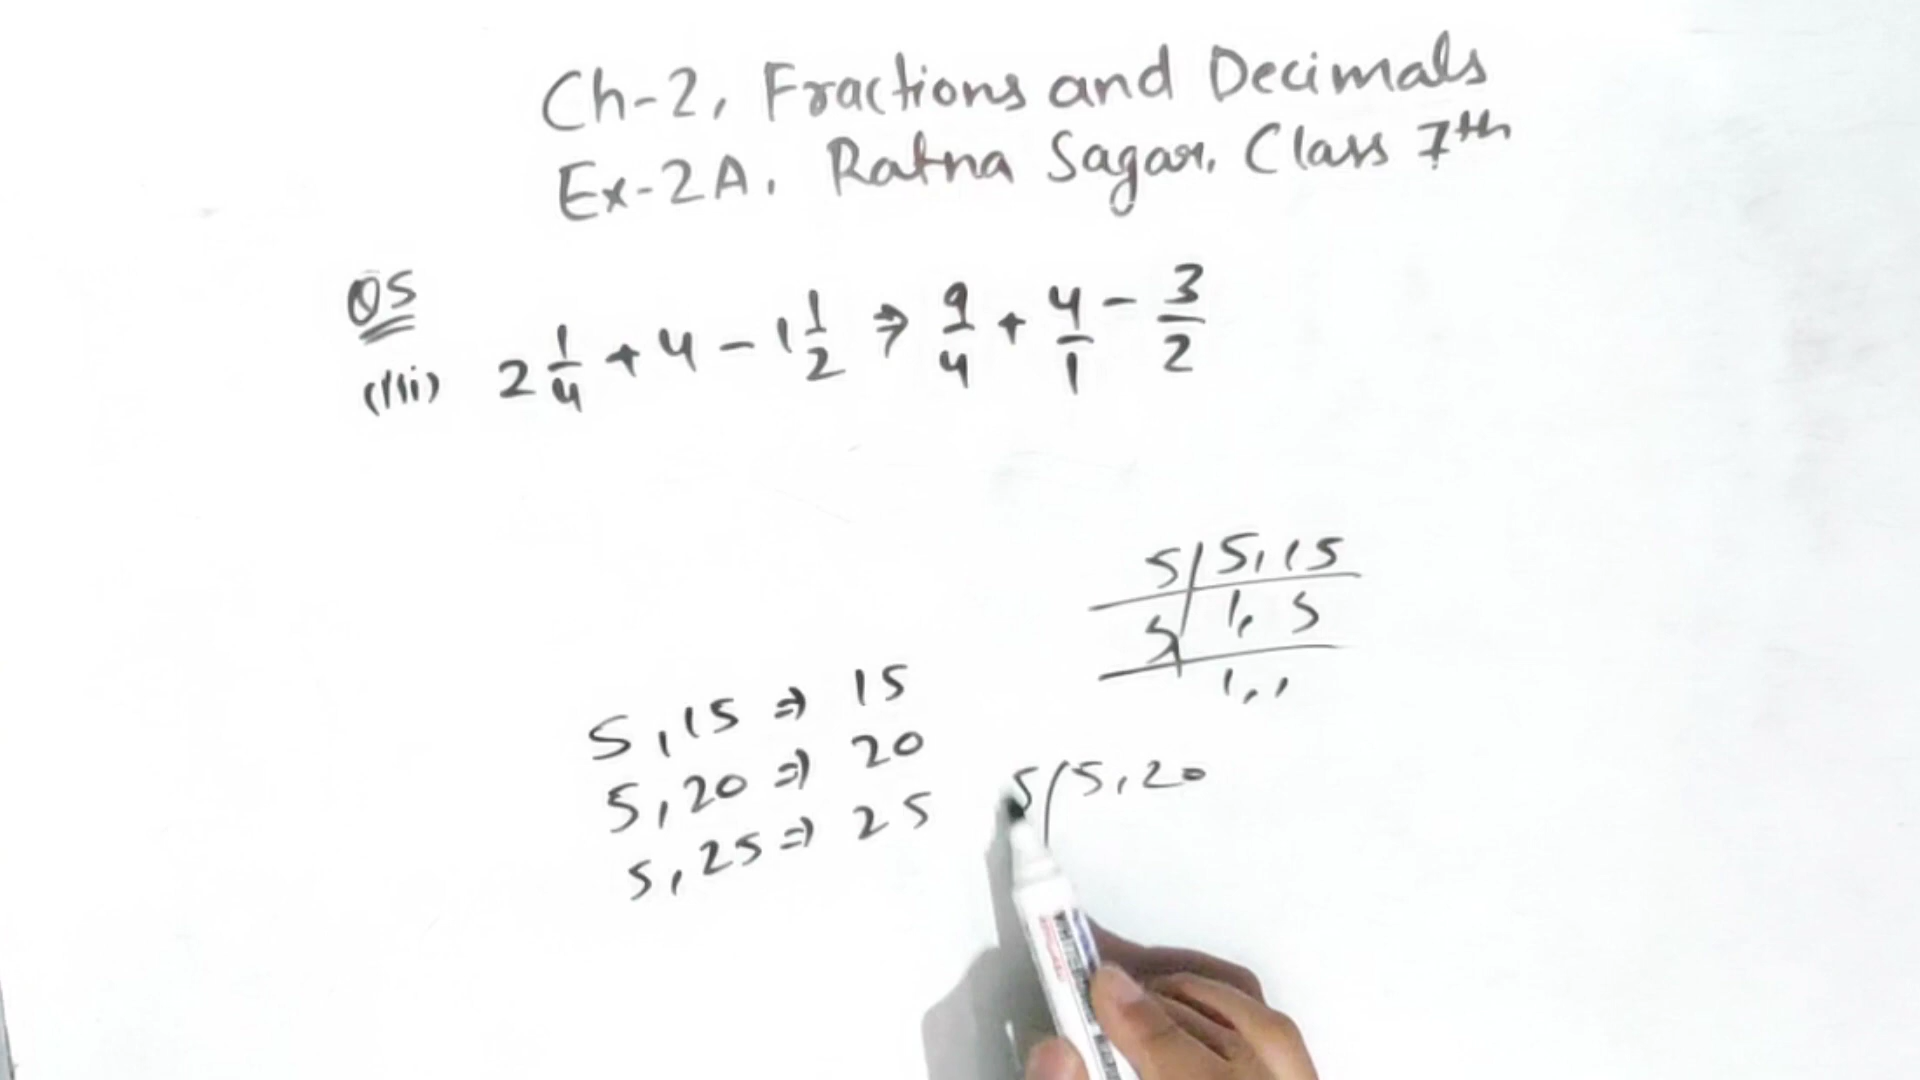 Ch-2, Fractions and Decimals
Ex-2A. Ratna Sagar. Class 7th
Q5
(iii) 2 1/4 + 4 - 1 1/2 ⇒ 9/4 + 4/1 - 3/2
5 | 5, 15
5 | 1, 5
1, 1
5, 15 ⇒ 15
5, 20 ⇒ 20
5, 25 ⇒ 25
5 | 5, 20